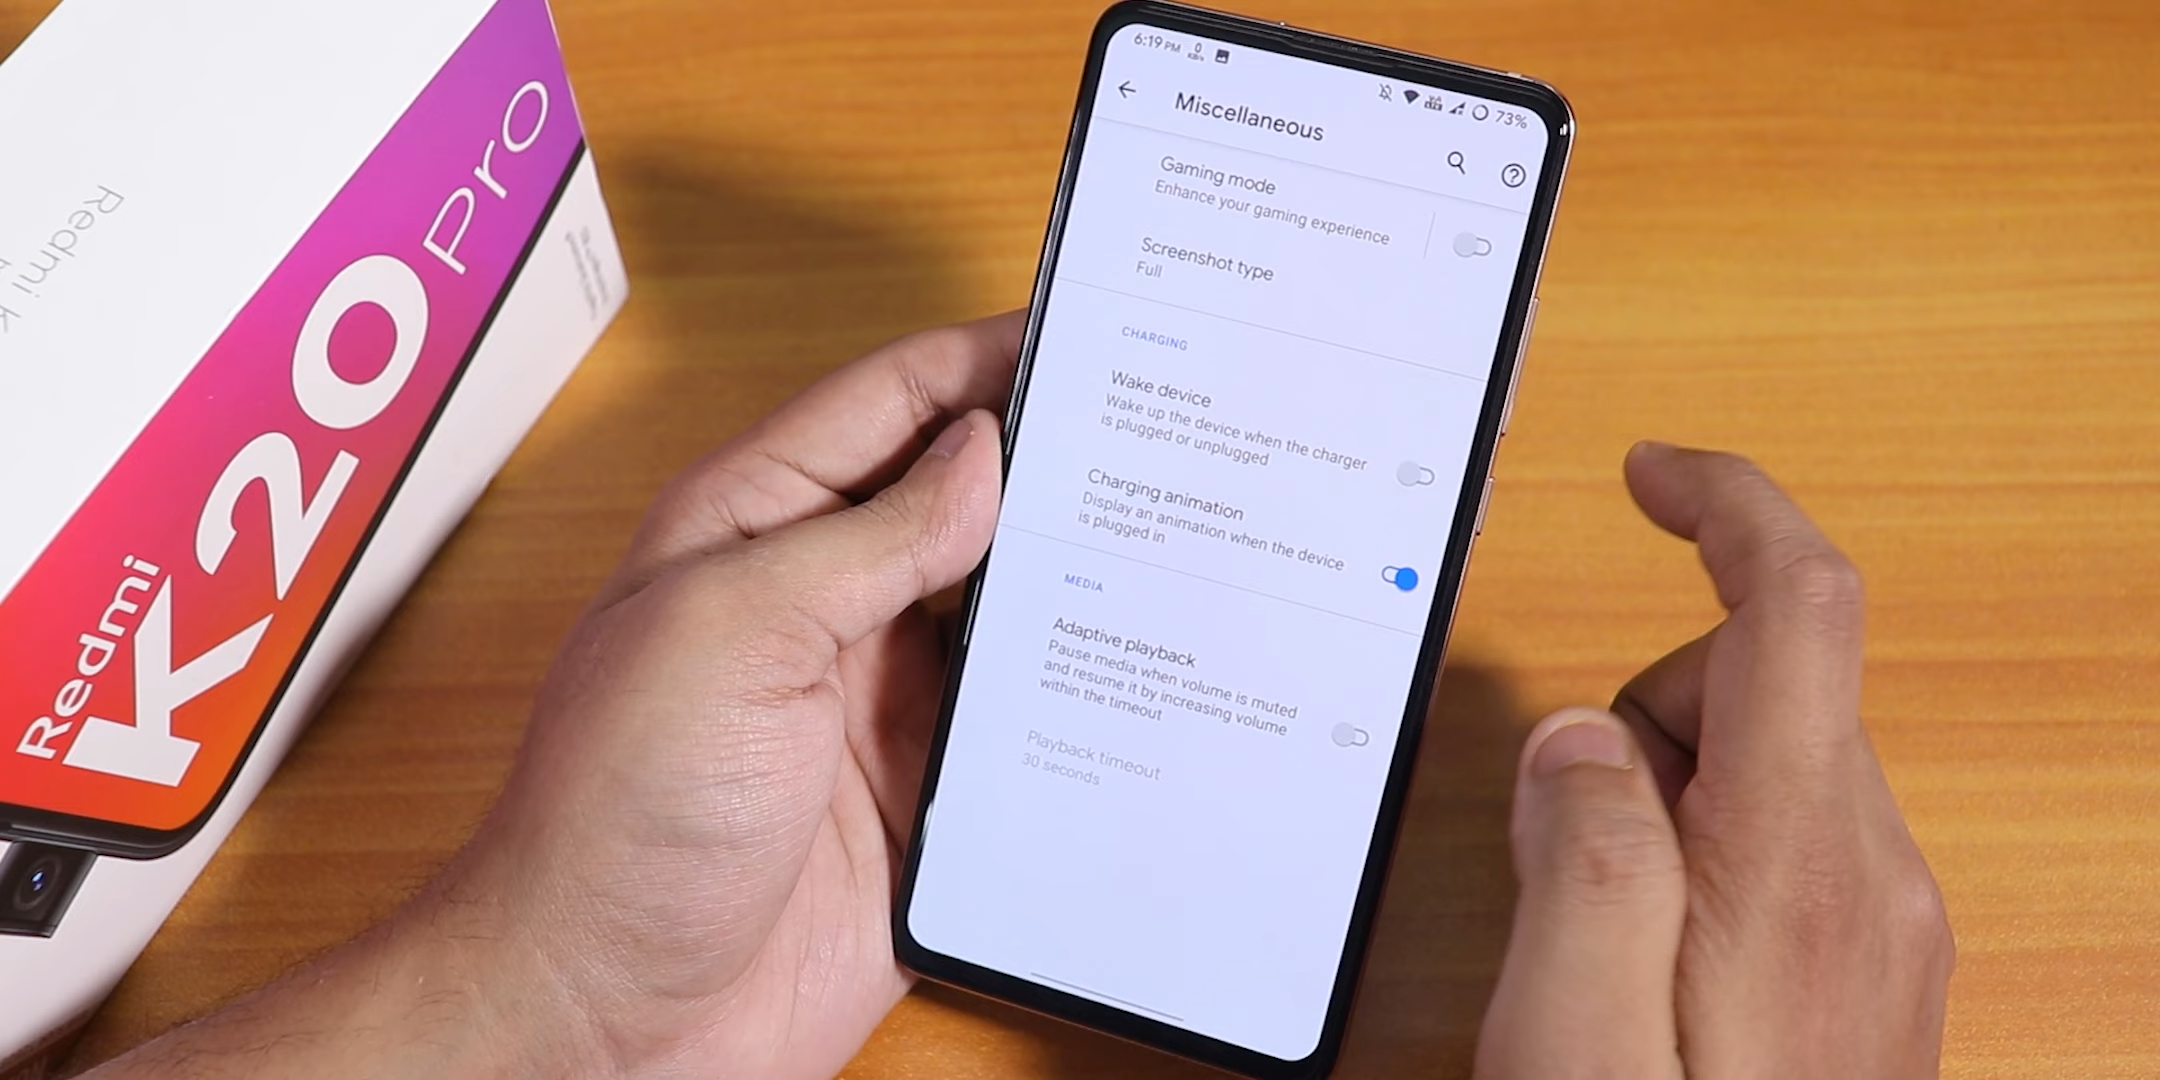 Redmi K
Redmi
K20 Pro
6:19 PM
0
KB/s
73%
Miscellaneous
Gaming mode
Enhance your gaming experience
Screenshot type
Full
CHARGING
Wake device
Wake up the device when the charger
is plugged or unplugged
Charging animation
Display an animation when the device
is plugged in
MEDIA
Adaptive playback
Pause media when volume is muted
and resume it by increasing volume
within the timeout
Playback timeout
30 seconds